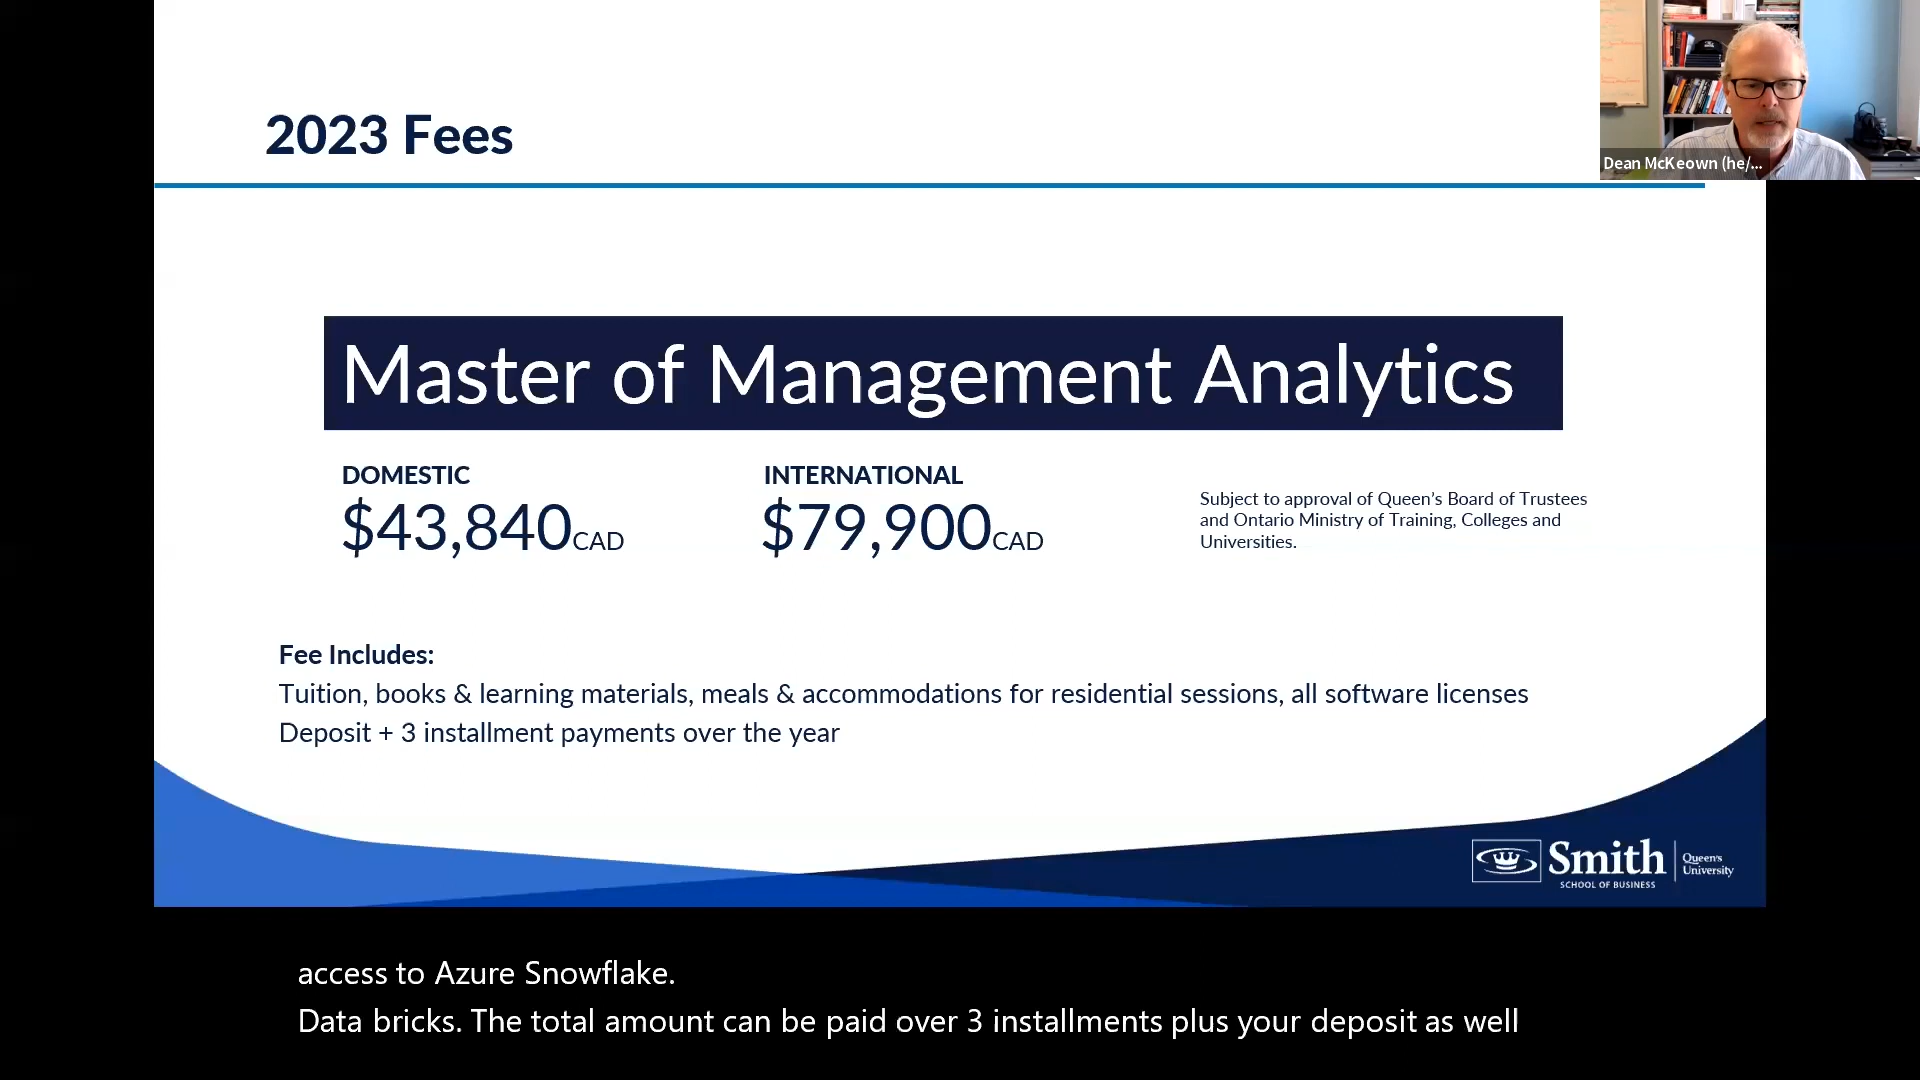 2023 Fees
Dean McKeown (he/...
Master of Management Analytics
DOMESTIC
$43,840CAD
INTERNATIONAL
$79,900CAD
Subject to approval of Queen’s Board of Trustees
and Ontario Ministry of Training, Colleges and
Universities.
Fee Includes:
Tuition, books & learning materials, meals & accommodations for residential sessions, all software licenses
Deposit + 3 installment payments over the year
Smith
SCHOOL OF BUSINESS
Queen's
University
access to Azure Snowflake.
Data bricks. The total amount can be paid over 3 installments plus your deposit as well